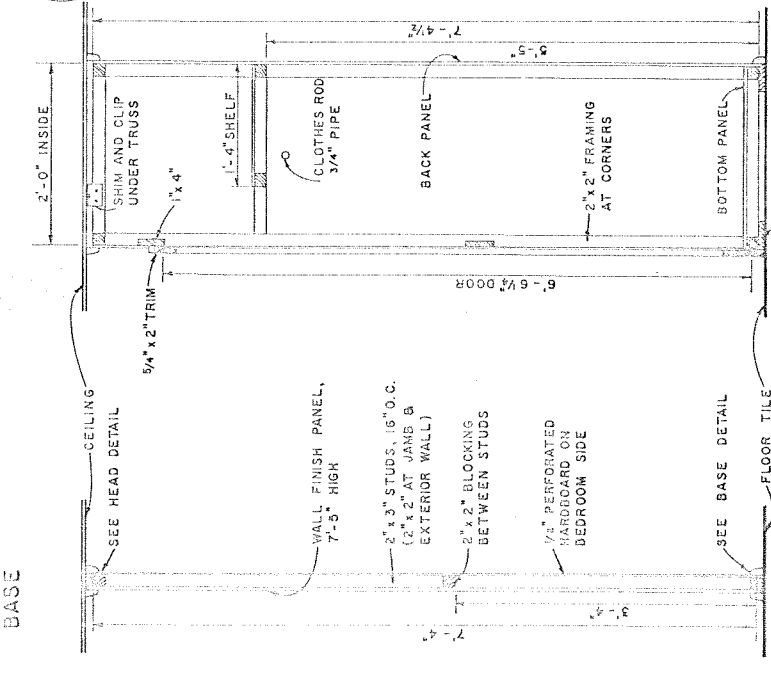 BASE
CEILING
SEE HEAD DETAIL
WALL FINISH PANEL,
7'-5" HIGH
2" x 3" STUDS, 16" O.C.
(2" x 2" AT JAMB &
EXTERIOR WALL)
2" x 2" BLOCKING
BETWEEN STUDS
PERFORATED
HARDBOARD ON
BEDROOM SIDE
SEE BASE DETAIL
FLOOR TILE
7'-4"
3'-4"
2'-0" INSIDE
SHIM AND CLIP
UNDER TRUSS
1" x 4"
5/4" x 2" TRIM
1'-4" SHELF
CLOTHES ROD
3/4" PIPE
BACK PANEL
2" x 2" FRAMING
AT CORNERS
BOTTOM PANEL
6'-6 1/4" DOOR
5'-5"
7'-4 1/2"